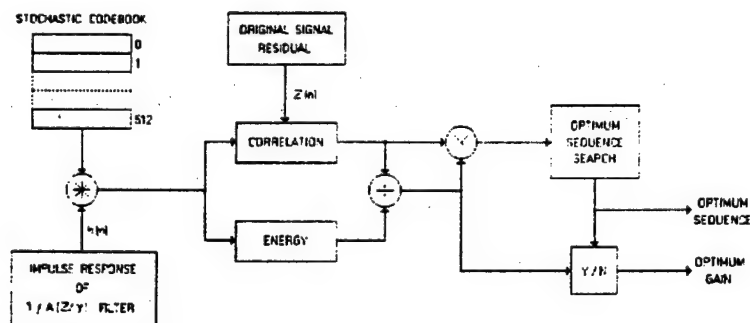 STOCHASTIC CODEBOOK
0
1
512
ORIGINAL SIGNAL
RESIDUAL
Z(n)
CORRELATION
OPTIMUM
SEQUENCE
SEARCH
ENERGY
h(n)
IMPULSE RESPONSE
OF
1/A(Z/γ) FILTER
OPTIMUM
SEQUENCE
Y/N
OPTIMUM
GAIN